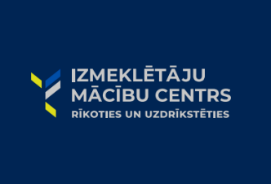 IZMEKLĒTĀJU
MĀCĪBU CENTRS
RĪKOTIES UN UZDRĪKSTĒTIES